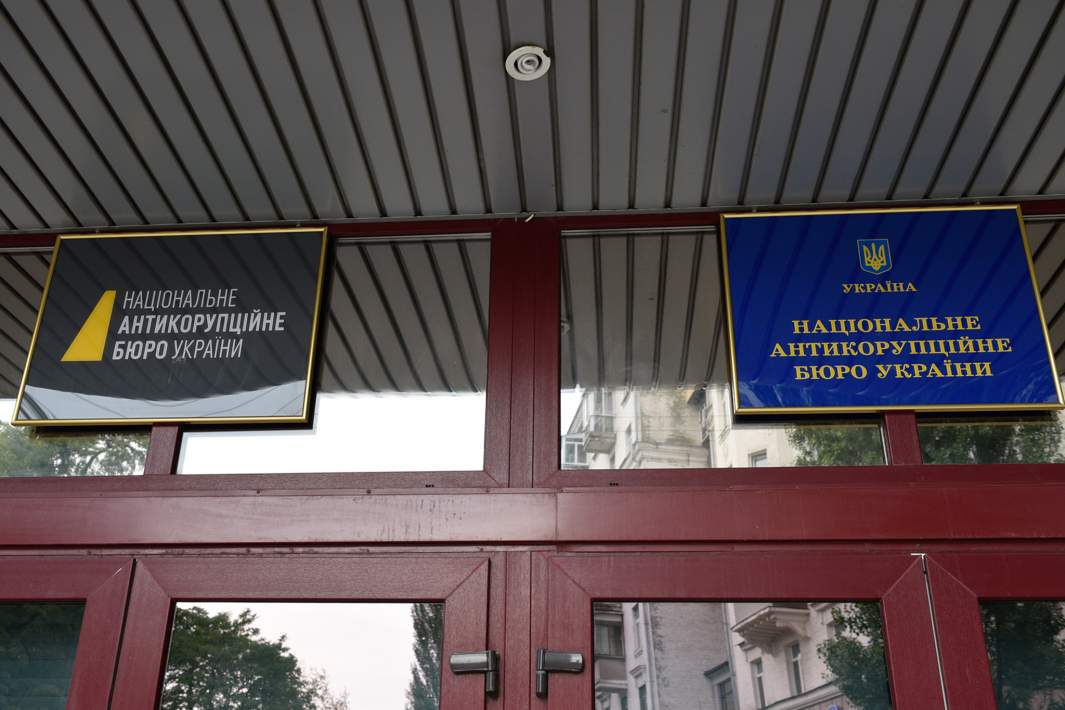 НАЦІОНАЛЬНЕ
АНТИКОРУПЦІЙНЕ
БЮРО УКРАЇНИ
УКРАЇНА
НАЦІОНАЛЬНЕ
АНТИКОРУПЦІЙНЕ
БЮРО УКРАЇНИ